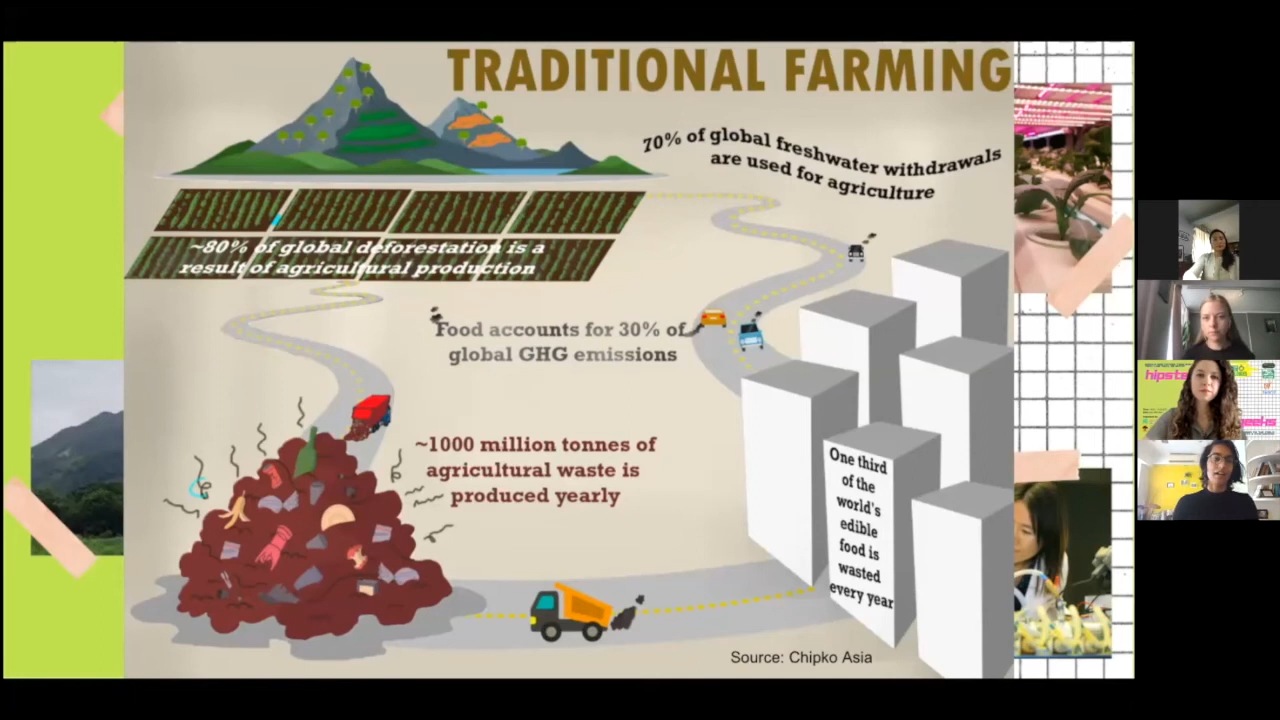 TRADITIONAL FARMING
70% of global freshwater withdrawals
are used for agriculture
~80% of global deforestation is a
result of agricultural production
Food accounts for 30% of
global GHG emissions
~1000 million tonnes of
agricultural waste is
produced yearly
One third
of the
world's
edible
food is
wasted
every year
Source: Chipko Asia
hipste
eeks